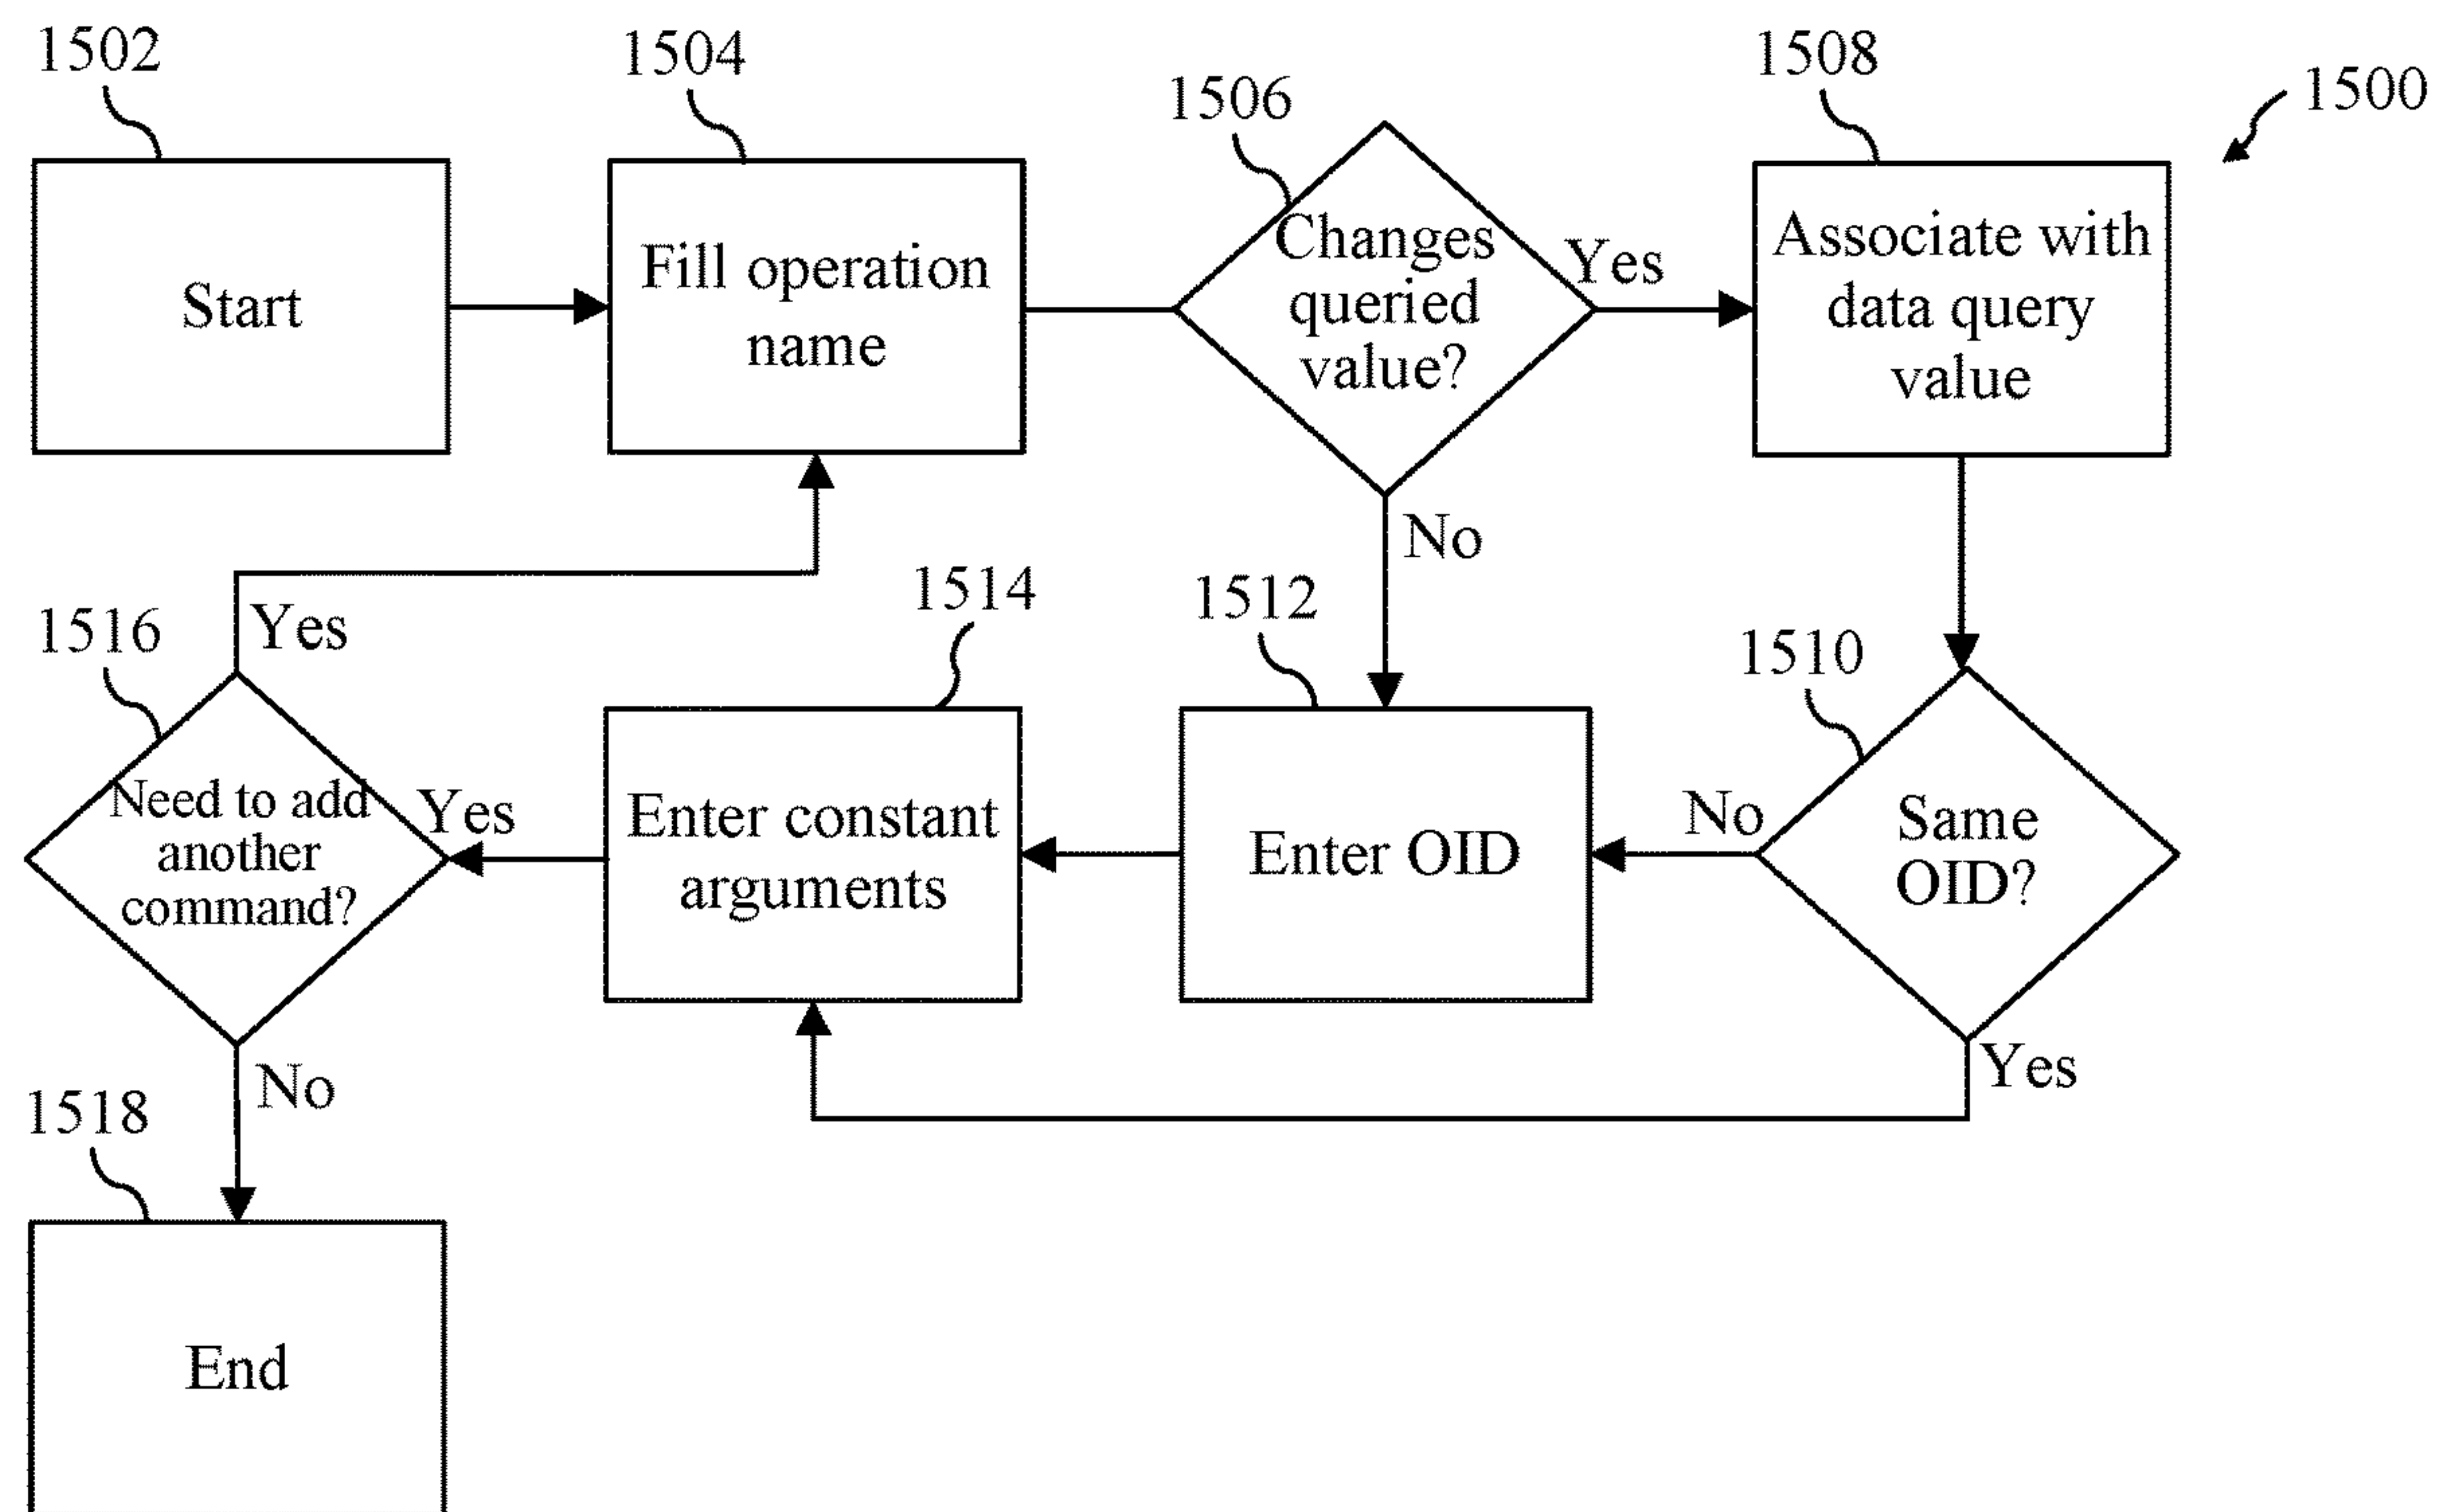 1502
1504
1506
1508
1500
Start
Fill operation
name
Changes
queried
value?
Yes
Associate with
data query
value
No
1516
Yes
1514
1512
1510
Need to add
another
command?
Yes
Enter constant
arguments
Enter OID
No
Same
OID?
Yes
No
1518
End